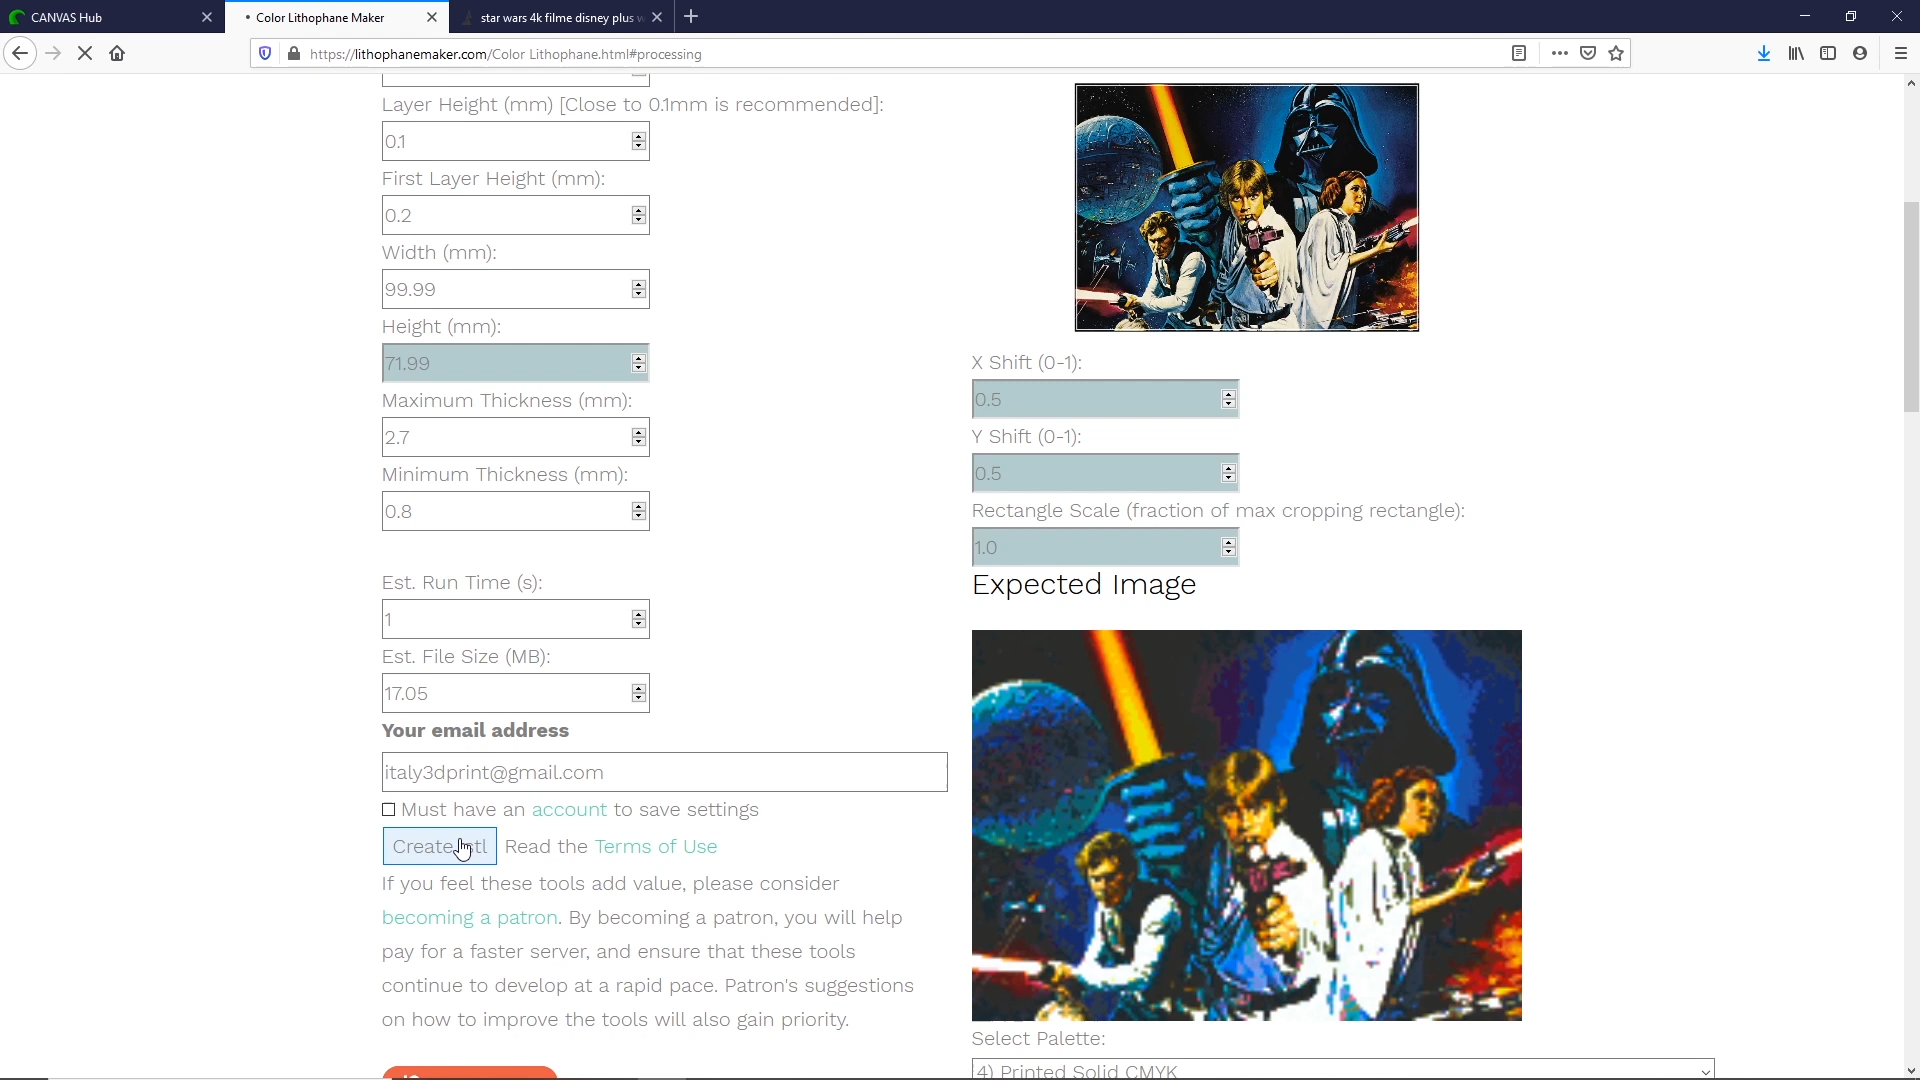 CANVAS Hub
Color Lithophane Maker
star wars 4k filme disney plus w
https://lithophanemaker.com/Color Lithophane.html#processing
Layer Height (mm) [Close to 0.1mm is recommended]:
0.1
First Layer Height (mm):
0.2
Width (mm):
99.99
Height (mm):
71.99
Maximum Thickness (mm):
2.7
Minimum Thickness (mm):
0.8
Est. Run Time (s):
1
Est. File Size (MB):
17.05
Your email address
italy3dprint@gmail.com
Must have an account to save settings
Create stl Read the Terms of Use
If you feel these tools add value, please consider
becoming a patron. By becoming a patron, you will help
pay for a faster server, and ensure that these tools
continue to develop at a rapid pace. Patron's suggestions
on how to improve the tools will also gain priority.
X Shift (0-1):
0.5
Y Shift (0-1):
0.5
Rectangle Scale (fraction of max cropping rectangle):
1.0
Expected Image
Select Palette:
4) Printed Solid CMYK